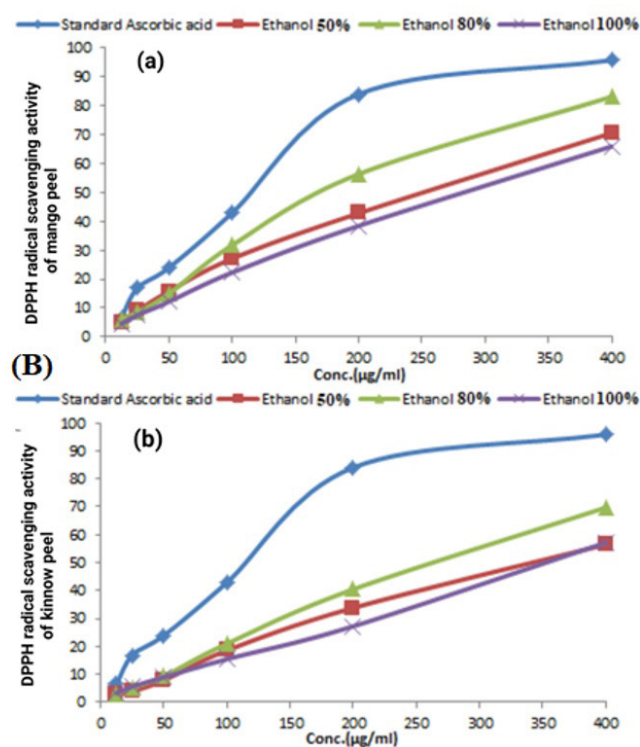 Standard Ascorbic acid Ethanol 50% Ethanol 80% Ethanol 100%
(a)
DPPH radical scavenging activity
of mango peel
100
90
80
70
60
50
40
30
20
10
0
0 50 100 150 200 250 300 350 400
Conc.(µg/ml)
(B)
Standard Ascorbic acid Ethanol 50% Ethanol 80% Ethanol 100%
(b)
DPPH radical scavenging activity
of kinnow peel
100
90
80
70
60
50
40
30
20
10
0
0 50 100 150 200 250 300 350 400
Conc.(µg/ml)